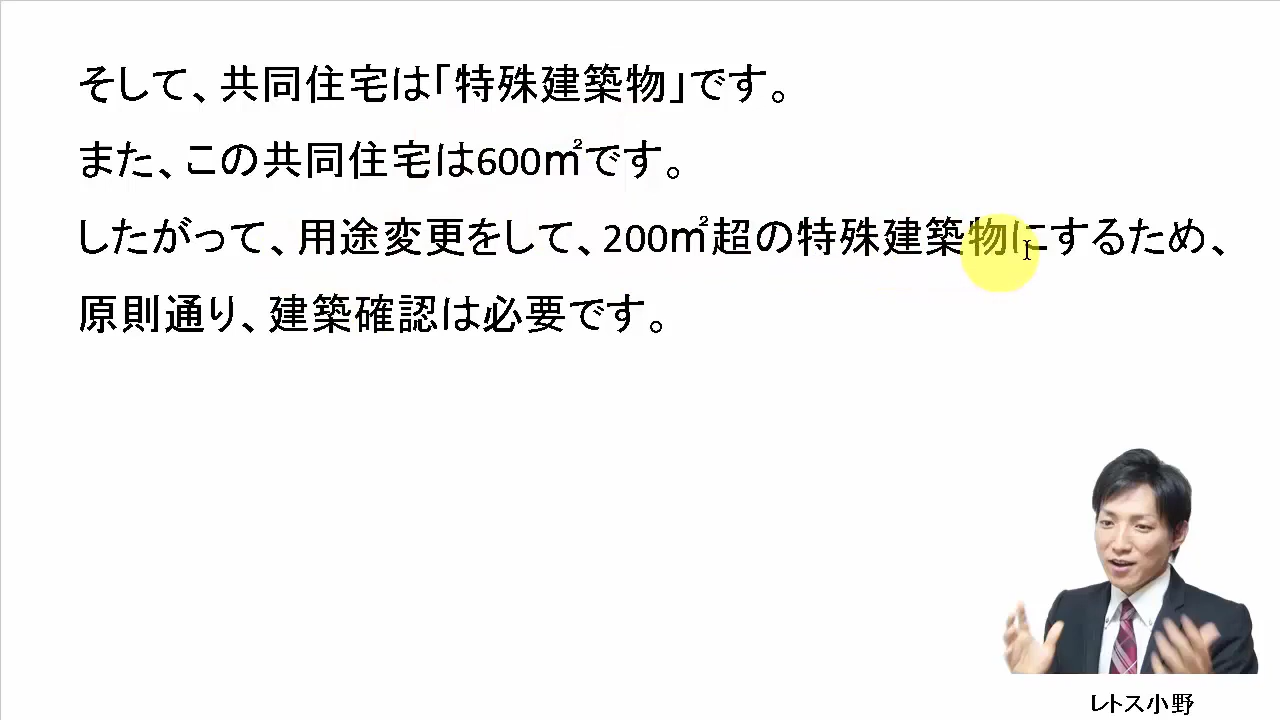 そして、共同住宅は「特殊建築物」です。
また、この共同住宅は600㎡です。
したがって、用途変更をして、200㎡超の特殊建築物にするため、
原則通り、建築確認は必要です。
レトス小野